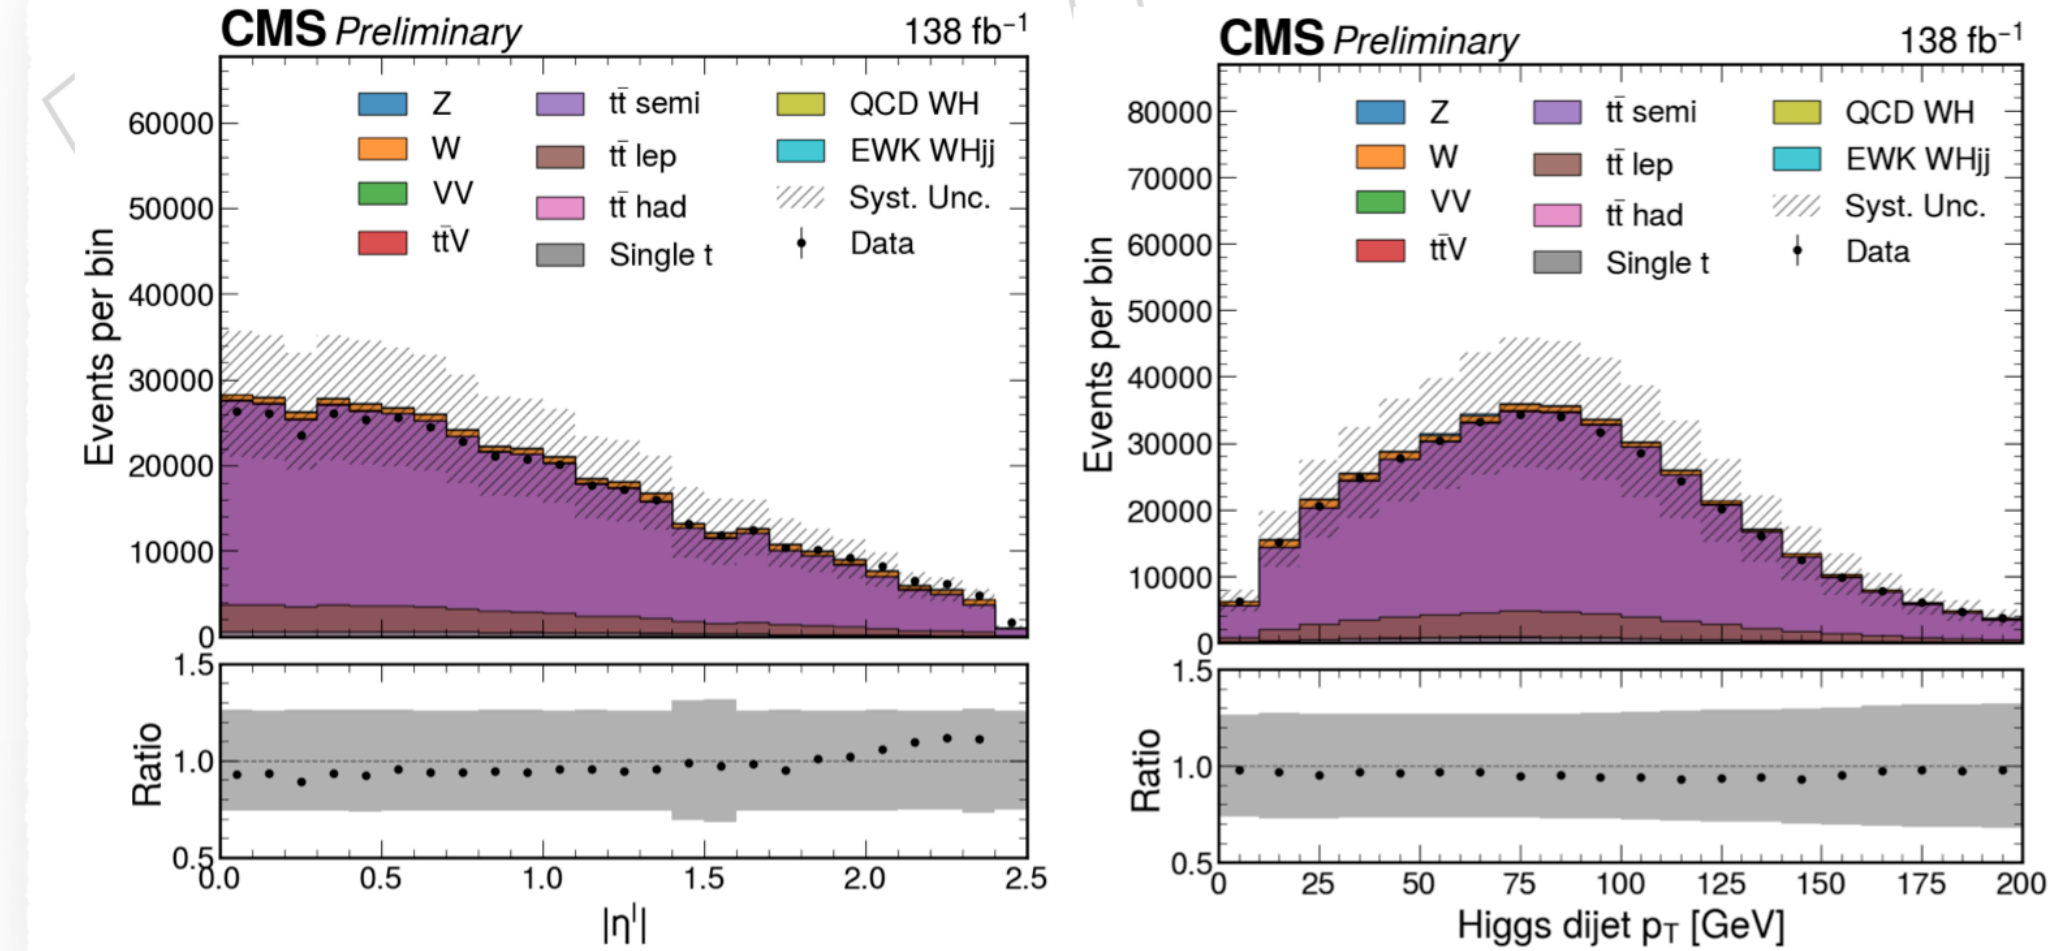 CMS Preliminary 138 fb⁻¹
Z tt̄ semi QCD WH
W tt̄ lep EWK WHjj
VV tt̄ had Syst. Unc.
tt̄V Single t Data
Events per bin
60000
50000
40000
30000
20000
10000
0
1.5
1.0
0.5
Ratio
0.0 0.5 1.0 1.5 2.0 2.5
|ηˡ|
CMS Preliminary 138 fb⁻¹
Z tt̄ semi QCD WH
W tt̄ lep EWK WHjj
VV tt̄ had Syst. Unc.
tt̄V Single t Data
Events per bin
80000
70000
60000
50000
40000
30000
20000
10000
0
1.5
1.0
0.5
Ratio
0 25 50 75 100 125 150 175 200
Higgs dijet pT [GeV]